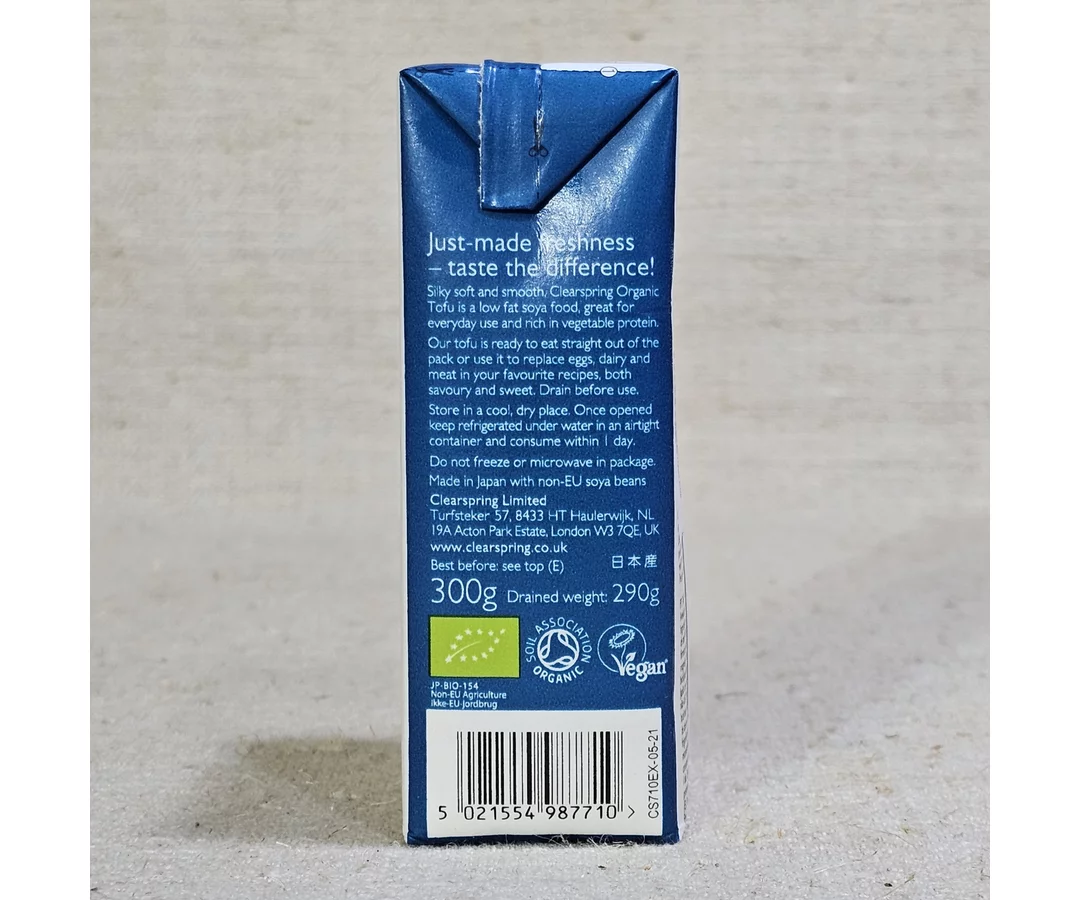 Just-made freshness
– taste the difference!
Silky soft and smooth, Clearspring Organic
Tofu is a low fat soya food, great for
everyday use and rich in vegetable protein.
Our tofu is ready to eat straight out of the
pack or use it to replace eggs, dairy and
meat in your favourite recipes, both
savoury and sweet. Drain before use.
Store in a cool, dry place. Once opened
keep refrigerated under water in an airtight
container and consume within 1 day.
Do not freeze or microwave in package.
Made in Japan with non-EU soya beans
Clearspring Limited
Turfsteker 57, 8433 HT Haulerwijk, NL
19A Acton Park Estate, London W3 7QE, UK
www.clearspring.co.uk
Best before: see top (E) 日本産
300g Drained weight: 290g
SOIL ASSOCIATION
ORGANIC
Vegan
JP-BIO-154
Non-EU Agriculture
Ikke-EU-Jordbrug
5 021554 987710 >
CS710EX-05-21